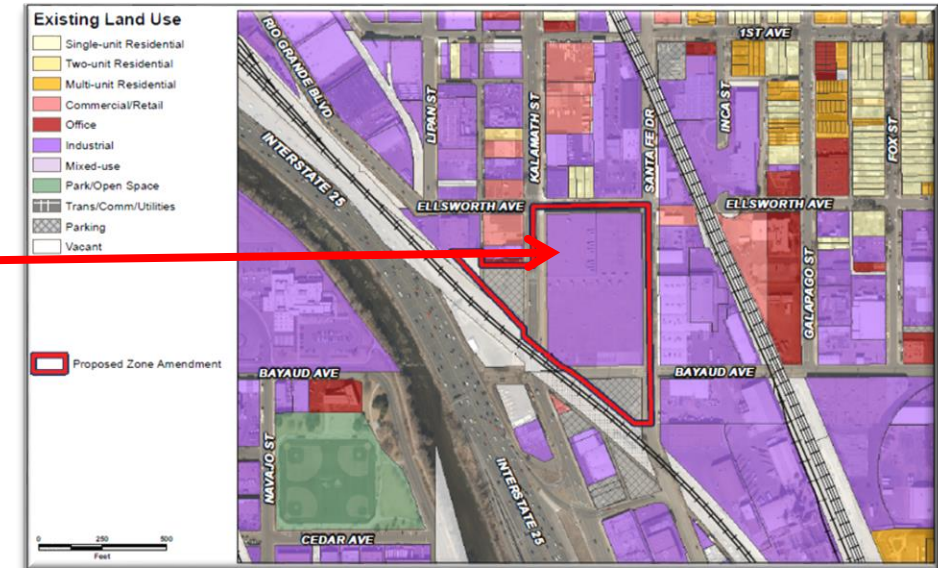 Existing Land Use
Single-unit Residential
Two-unit Residential
Multi-unit Residential
Commercial/Retail
Office
Industrial
Mixed-use
Park/Open Space
Trans/Comm/Utilities
Parking
Vacant
Proposed Zone Amendment
0 250 500
Feet
1ST AVE
RIO GRANDE BLVD
LIPAN ST
KALAMATH ST
SANTA FE DR
INCA ST
FOX ST
INTERSTATE 25
ELLSWORTH AVE
ELLSWORTH AVE
GALAPAGO ST
BAYAUD AVE
BAYAUD AVE
NAVAJO ST
INTERSTATE 25
CEDAR AVE